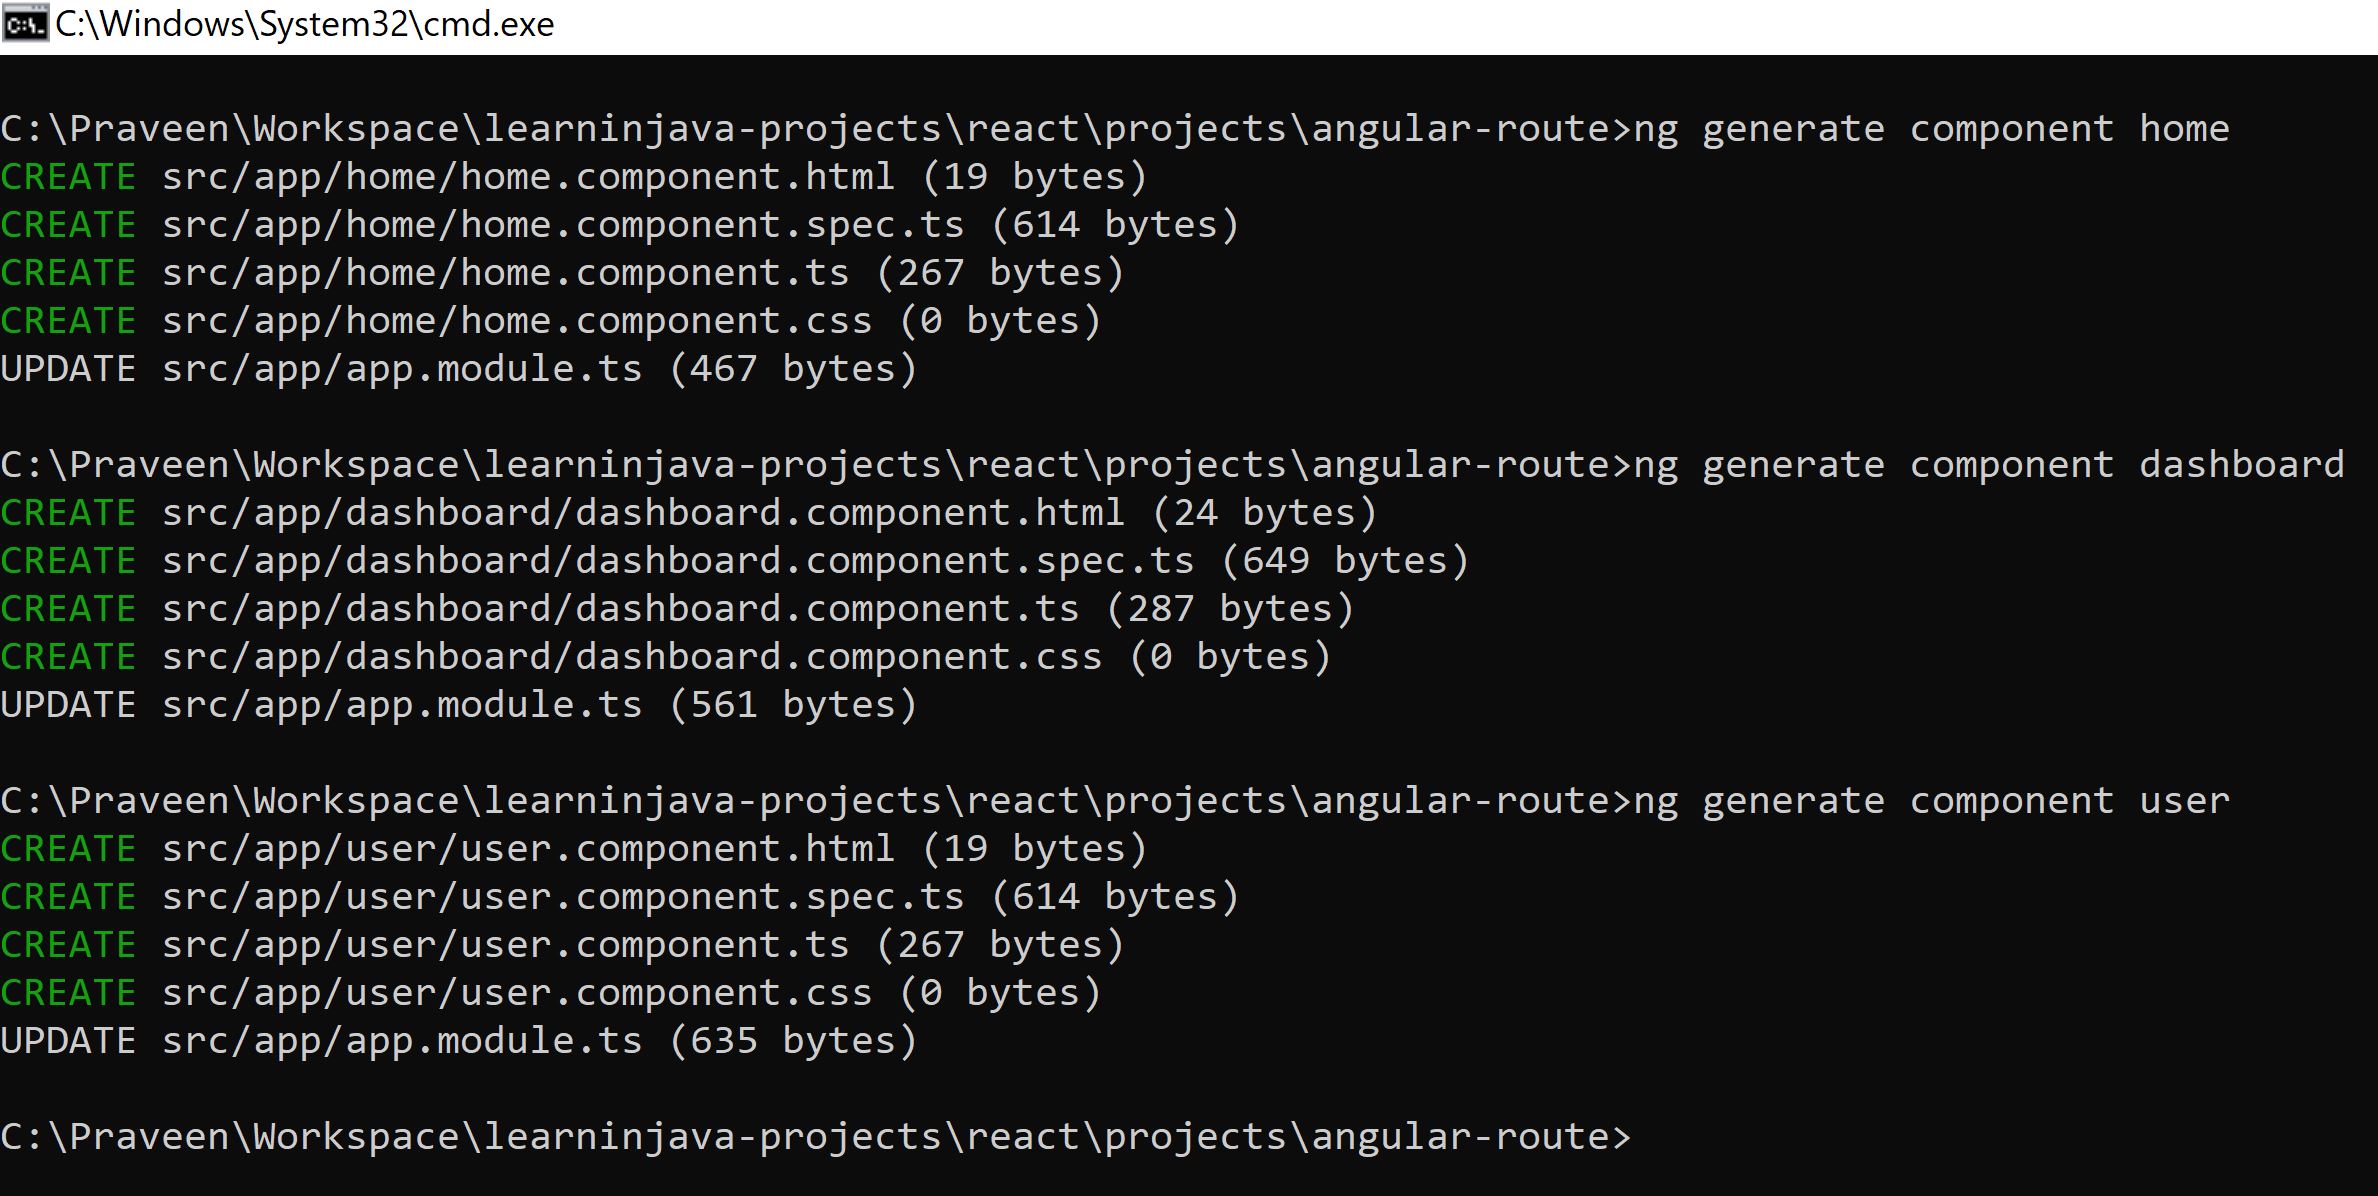 C:\Windows\System32\cmd.exe
C:\Praveen\Workspace\learninjava-projects\react\projects\angular-route>ng generate component home
CREATE src/app/home/home.component.html (19 bytes)
CREATE src/app/home/home.component.spec.ts (614 bytes)
CREATE src/app/home/home.component.ts (267 bytes)
CREATE src/app/home/home.component.css (0 bytes)
UPDATE src/app/app.module.ts (467 bytes)
C:\Praveen\Workspace\learninjava-projects\react\projects\angular-route>ng generate component dashboard
CREATE src/app/dashboard/dashboard.component.html (24 bytes)
CREATE src/app/dashboard/dashboard.component.spec.ts (649 bytes)
CREATE src/app/dashboard/dashboard.component.ts (287 bytes)
CREATE src/app/dashboard/dashboard.component.css (0 bytes)
UPDATE src/app/app.module.ts (561 bytes)
C:\Praveen\Workspace\learninjava-projects\react\projects\angular-route>ng generate component user
CREATE src/app/user/user.component.html (19 bytes)
CREATE src/app/user/user.component.spec.ts (614 bytes)
CREATE src/app/user/user.component.ts (267 bytes)
CREATE src/app/user/user.component.css (0 bytes)
UPDATE src/app/app.module.ts (635 bytes)
C:\Praveen\Workspace\learninjava-projects\react\projects\angular-route>